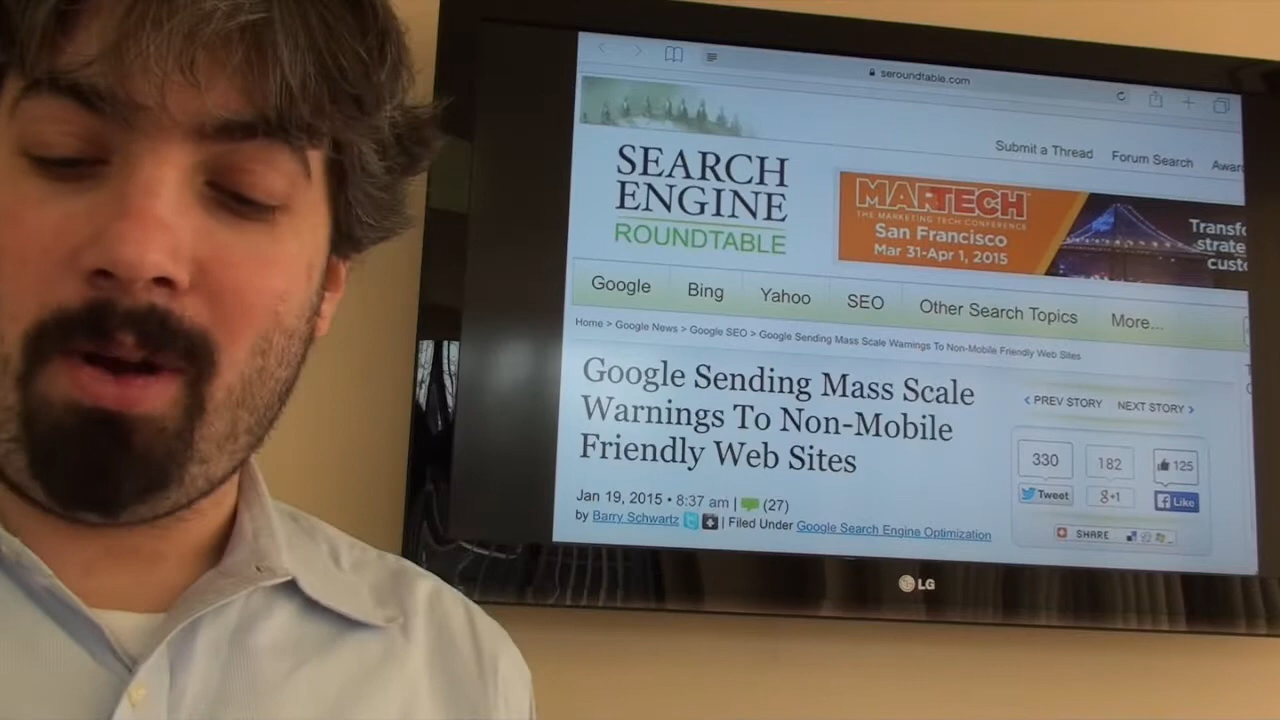 seroundtable.com
Submit a Thread Forum Search
SEARCH
ENGINE
ROUNDTABLE
MARTECH
THE MARKETING TECH CONFERENCE
San Francisco
Mar 31-Apr 1, 2015
Transfo
strate
custo
Google Bing Yahoo SEO Other Search Topics More...
Home > Google News > Google SEO > Google Sending Mass Scale Warnings To Non-Mobile Friendly Web Sites
Google Sending Mass Scale
Warnings To Non-Mobile
Friendly Web Sites
< PREV STORY NEXT STORY >
330 182 125
Tweet g+1 Like
SHARE
Jan 19, 2015 • 8:37 am | (27)
by Barry Schwartz | Filed Under Google Search Engine Optimization
LG